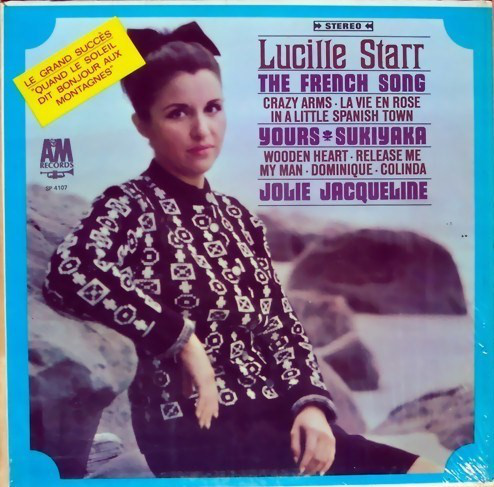 STEREO
LE GRAND SUCCÈS
"QUAND LE SOLEIL
DIT BONJOUR AUX
MONTAGNES"
A&M
RECORDS
SP 4107
Lucille Starr
THE FRENCH SONG
CRAZY ARMS · LA VIE EN ROSE
IN A LITTLE SPANISH TOWN
YOURS SUKIYAKA
WOODEN HEART · RELEASE ME
MY MAN · DOMINIQUE · COLINDA
JOLIE JACQUELINE